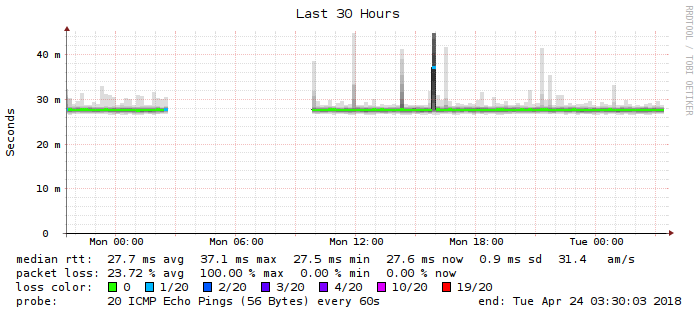 Last 30 Hours
RRDTOOL / TOBI OETIKER
Seconds
40 m
30 m
20 m
10 m
0
Mon 00:00 Mon 06:00 Mon 12:00 Mon 18:00 Tue 00:00
median rtt: 27.7 ms avg 37.1 ms max 27.5 ms min 27.6 ms now 0.9 ms sd 31.4 am/s
packet loss: 23.72 % avg 100.00 % max 0.00 % min 0.00 % now
loss color: 0 1/20 2/20 3/20 4/20 10/20 19/20
probe: 20 ICMP Echo Pings (56 Bytes) every 60s end: Tue Apr 24 03:30:03 2018